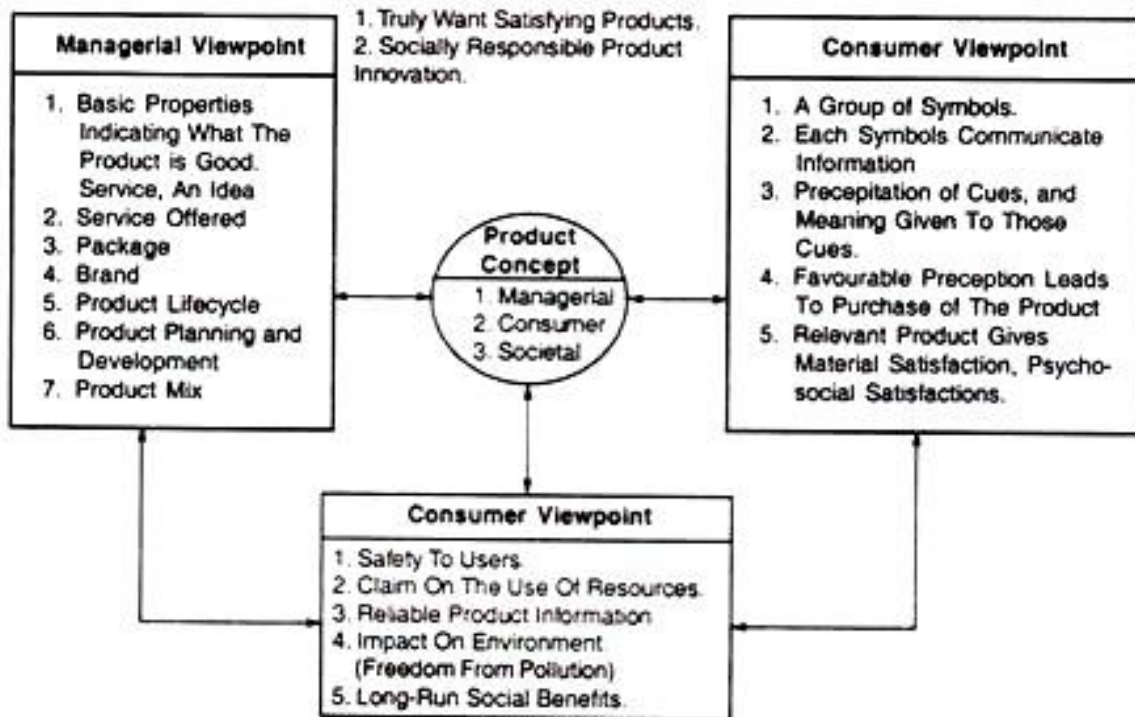 1. Truly Want Satisfying Products.
2. Socially Responsible Product
Innovation.
Managerial Viewpoint
1. Basic Properties
Indicating What The
Product is Good.
Service, An Idea
2. Service Offered
3. Package
4. Brand
5. Product Lifecycle
6. Product Planning and
Development
7. Product Mix
Product
Concept
1. Managerial
2. Consumer
3. Societal
Consumer Viewpoint
1. A Group of Symbols.
2. Each Symbols Communicate
Information
3. Precepitation of Cues, and
Meaning Given To Those
Cues.
4. Favourable Preception Leads
To Purchase of The Product
5. Relevant Product Gives
Material Satisfaction, Psycho-
social Satisfactions.
Consumer Viewpoint
1. Safety To Users.
2. Claim On The Use Of Resources.
3. Reliable Product Information
4. Impact On Environment
(Freedom From Pollution)
5. Long-Run Social Benefits.